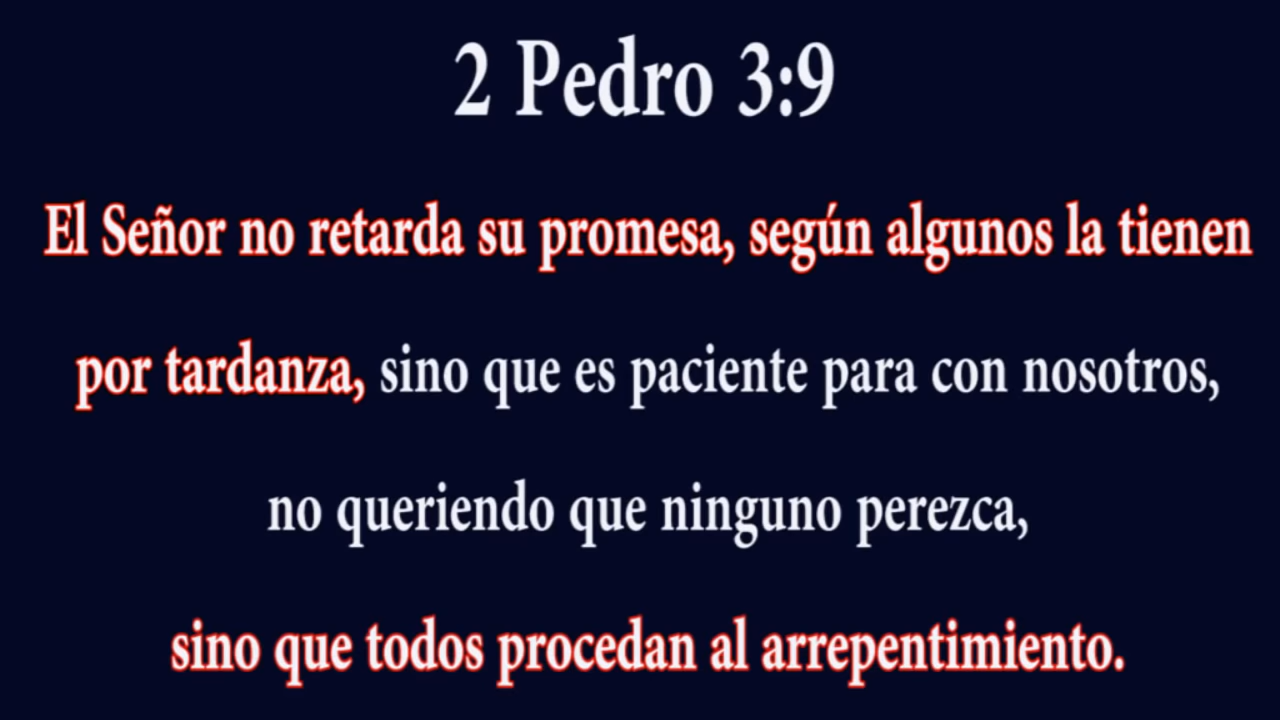 2 Pedro 3:9
El Señor no retarda su promesa, según algunos la tienen
por tardanza, sino que es paciente para con nosotros,
no queriendo que ninguno perezca,
sino que todos procedan al arrepentimiento.